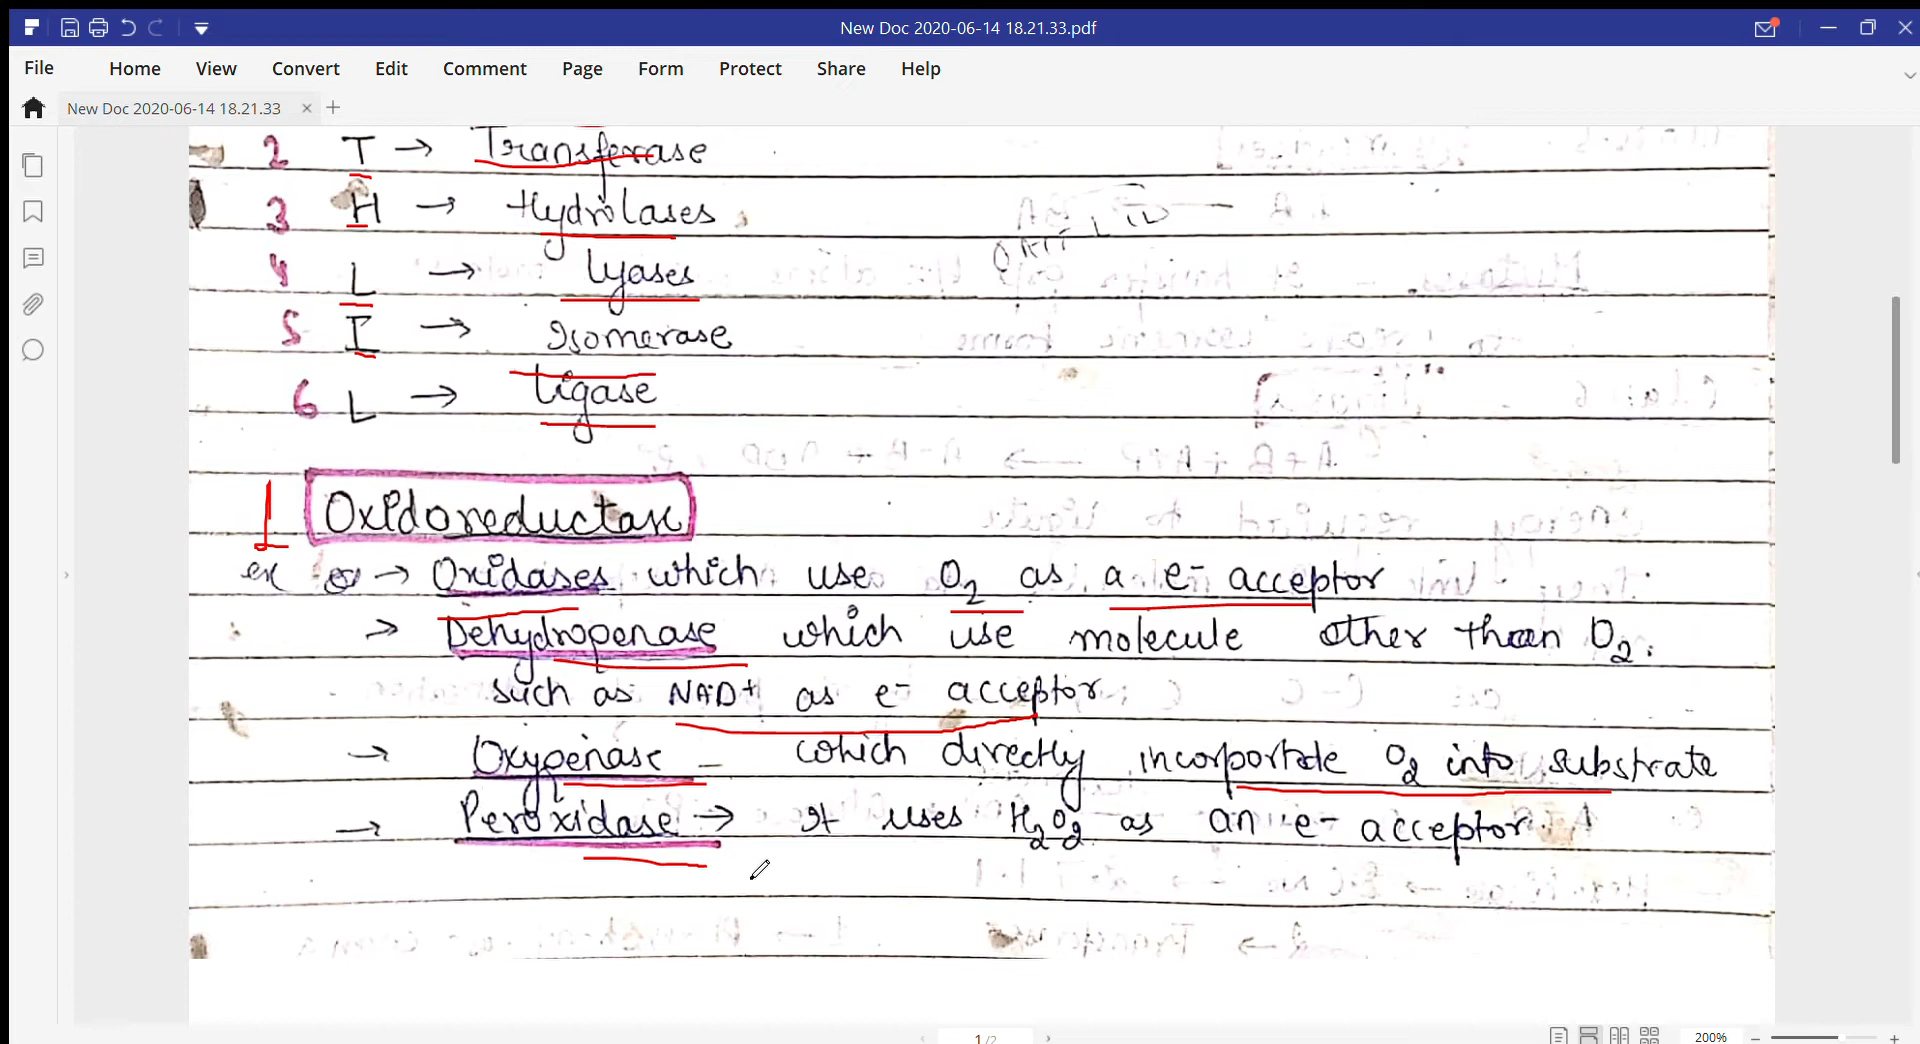 New Doc 2020-06-14 18.21.33.pdf
File Home View Convert Edit Comment Page Form Protect Share Help
New Doc 2020-06-14 18.21.33
2 T → Transferase
3 H → Hydrolases
4 L → lyases
5 I → Isomerase
6 L → ligase
1 Oxidoreductase
ex → Oxidases which use O2 as a e- acceptor
→ Dehydrogenase which use molecule other than O2.
such as NAD+ as e- acceptor
→ Oxygenase - which directly incorportate O2 into substrate
→ Peroxidase → It uses H2O2 as an e- acceptor
1 /2
200%